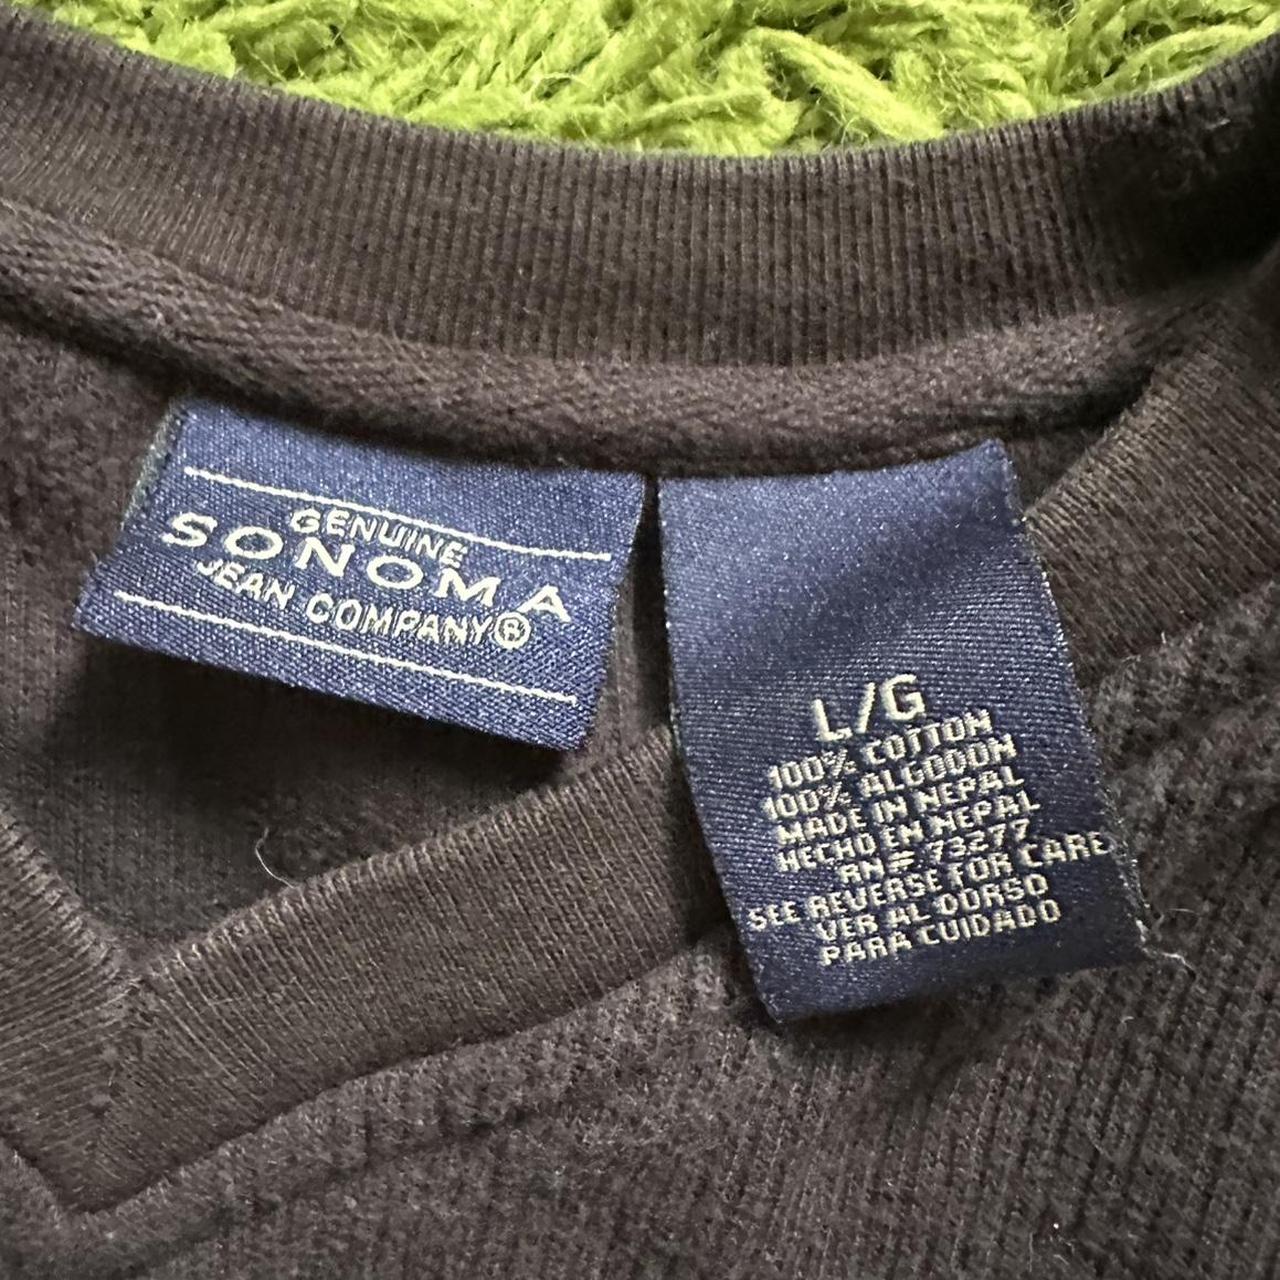 GENUINE
SONOMA
JEAN COMPANY®
L/G
100% COTTON
100% ALGODON
MADE IN NEPAL
HECHO EN NEPAL
RN# 73277
SEE REVERSE FOR CARE
VER AL DORSO
PARA CUIDADO